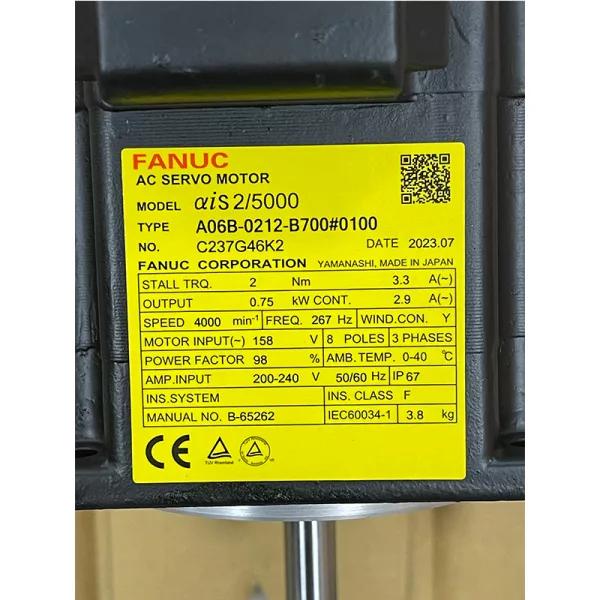 FANUC
AC SERVO MOTOR
MODEL αiS 2/5000
TYPE A06B-0212-B700#0100
NO. C237G46K2 DATE 2023.07
FANUC CORPORATION YAMANASHI, MADE IN JAPAN
STALL TRQ. 2 Nm 3.3 A(~)
OUTPUT 0.75 kW CONT. 2.9 A(~)
SPEED 4000 min⁻¹ FREQ. 267 Hz WIND.CON. Y
MOTOR INPUT(~) 158 V 8 POLES 3 PHASES
POWER FACTOR 98 % AMB.TEMP. 0-40 ℃
AMP.INPUT 200-240 V 50/60 Hz IP 67
INS.SYSTEM INS. CLASS F
MANUAL NO. B-65262 IEC60034-1 3.8 kg
CE TÜV Rheinland C US